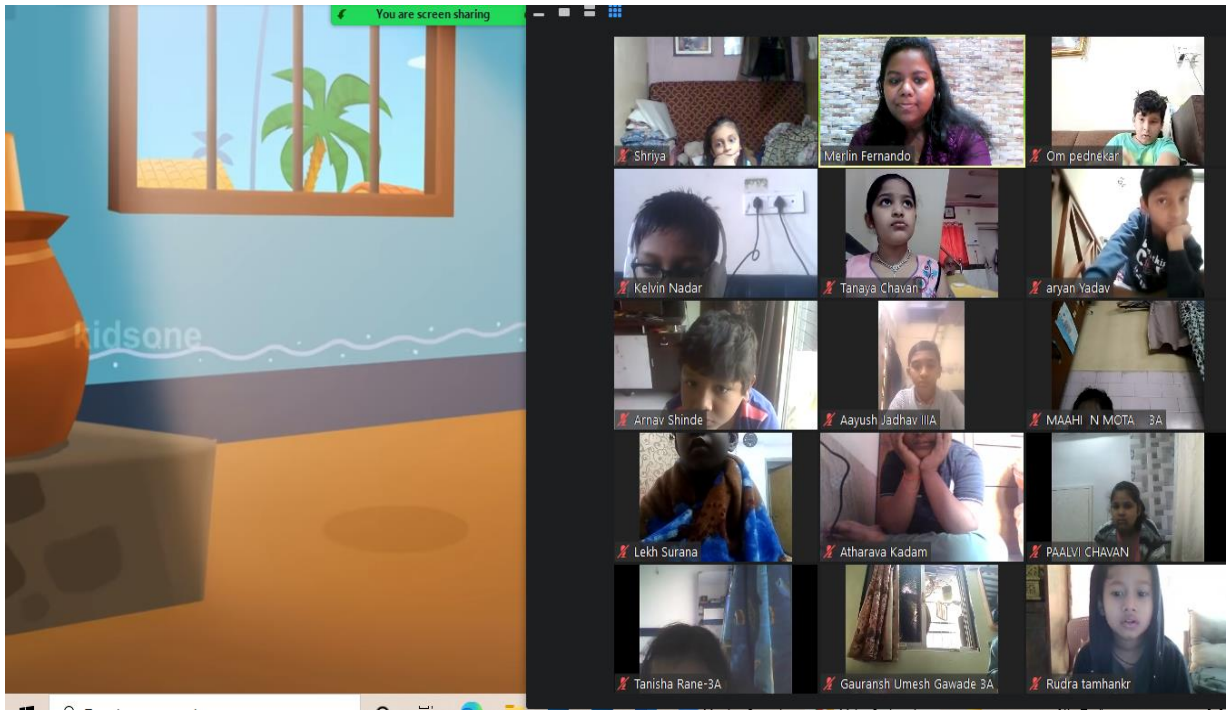 You are screen sharing
kidsone
Shriya
Merlin Fernando
Om pednekar
Kelvin Nadar
Tanaya Chavan
aryan Yadav
Arnav Shinde
Aayush Jadhav IIIA
MAAHI N MOTA 3A
Lekh Surana
Atharava Kadam
PAALVI CHAVAN
Tanisha Rane-3A
Gauransh Umesh Gawade 3A
Rudra tamhankr